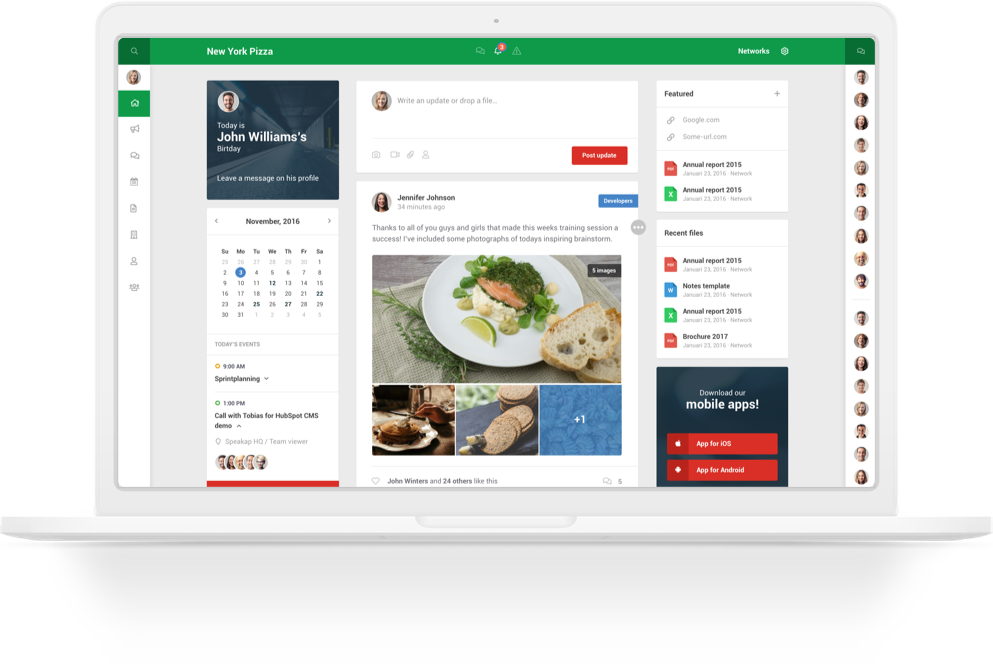 New York Pizza
3
Networks
Today is
John Williams's
Birtday
Leave a message on his profile
November, 2016
Su Mo Tu We Th Fr Sa
25 26 27 28 29 30 1
2 3 4 5 6 7 8
9 10 11 12 13 14 15
16 17 18 19 20 21 22
23 24 25 26 27 28 29
30 31 1 2 3 4 5
TODAY'S EVENTS
9:00 AM
Sprintplanning
1:00 PM
Call with Tobias for HubSpot CMS
demo
Speakap HQ / Team viewer
Write an update or drop a file..
Post update
Jennifer Johnson
34 minutes ago
Developers
Thanks to all of you guys and girls that made this weeks training session a
success! I've included some photographs of todays inspiring brainstorm.
5 images
+1
John Winters and 24 others like this
5
Featured
Google.com
Some-url.com
PDF
Annual report 2015
Januari 23, 2016 · Network
X
Annual report 2015
Januari 23, 2016 · Network
Recent files
PDF
Annual report 2015
Januari 23, 2016 · Network
W
Notes template
Januari 23, 2016 · Network
X
Annual report 2015
Januari 23, 2016 · Network
PDF
Brochure 2017
Januari 23, 2016 · Network
Download our
mobile apps!
App for iOS
App for Android